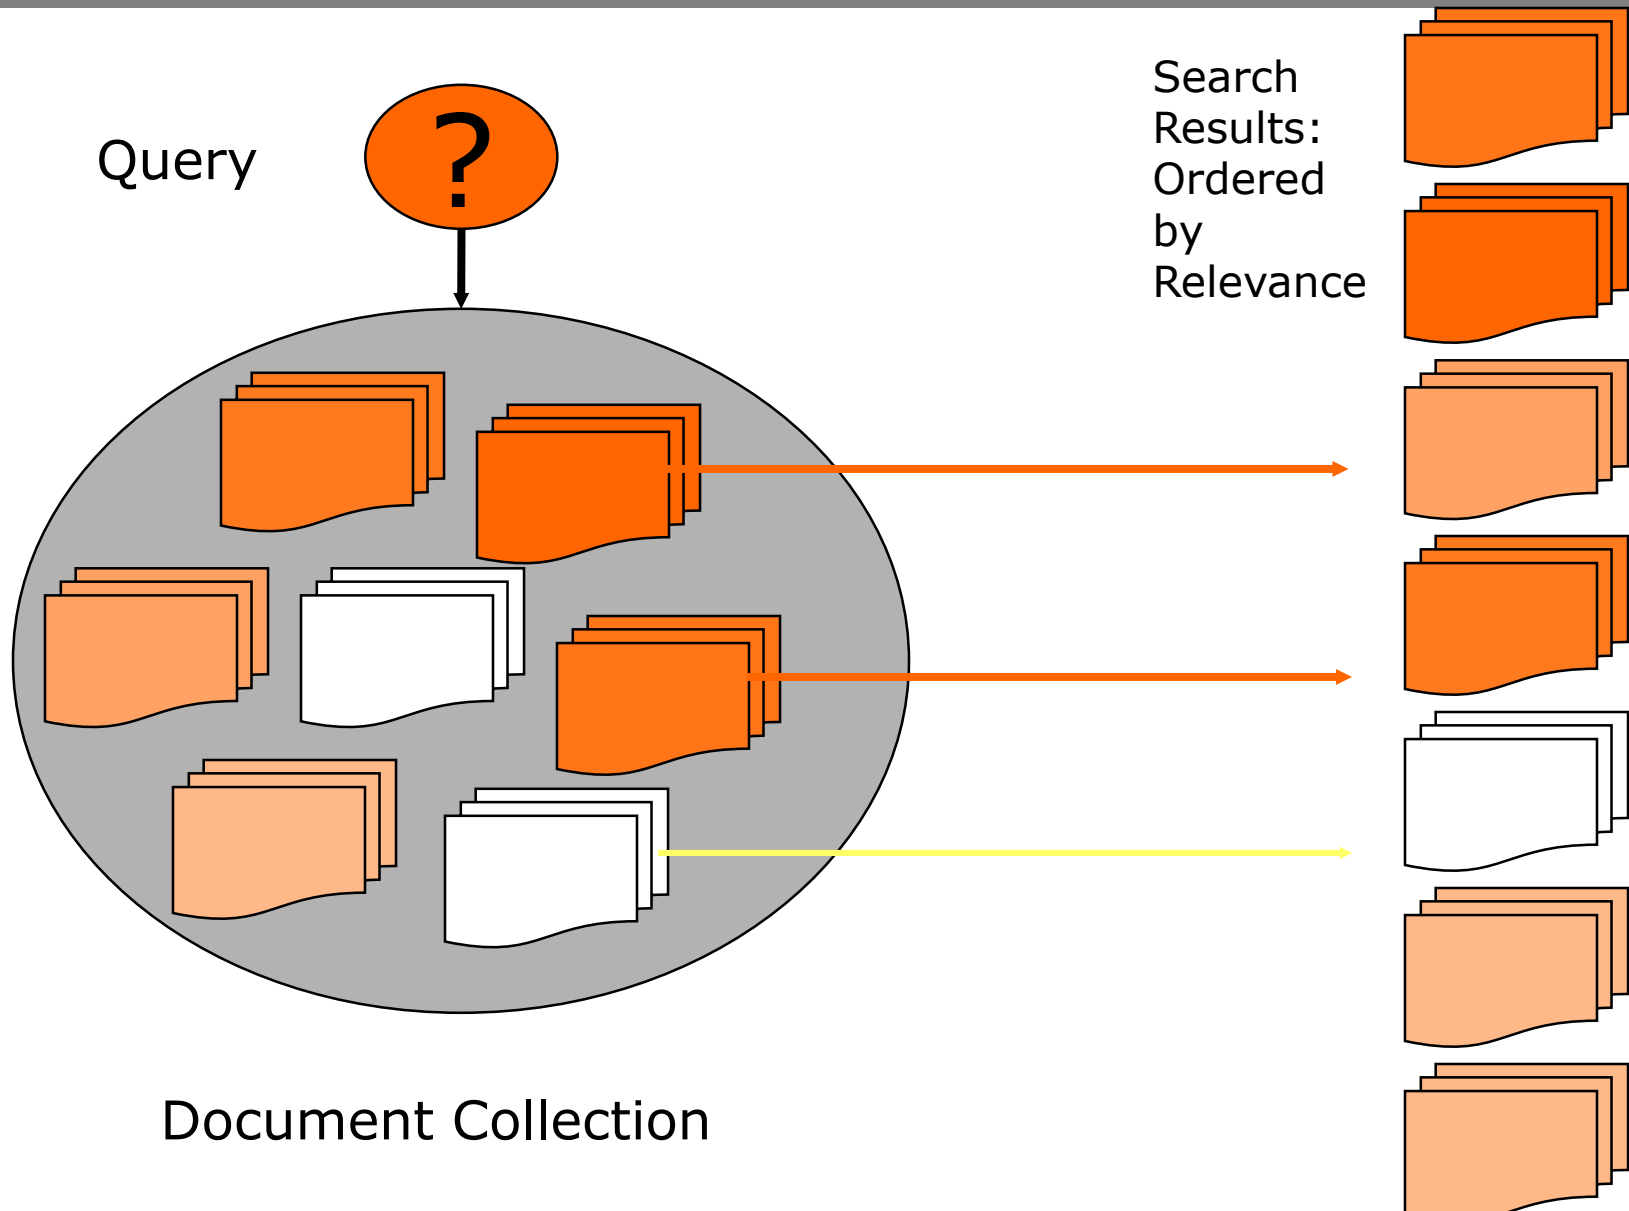 Query
?
Search
Results:
Ordered
by
Relevance
Document Collection